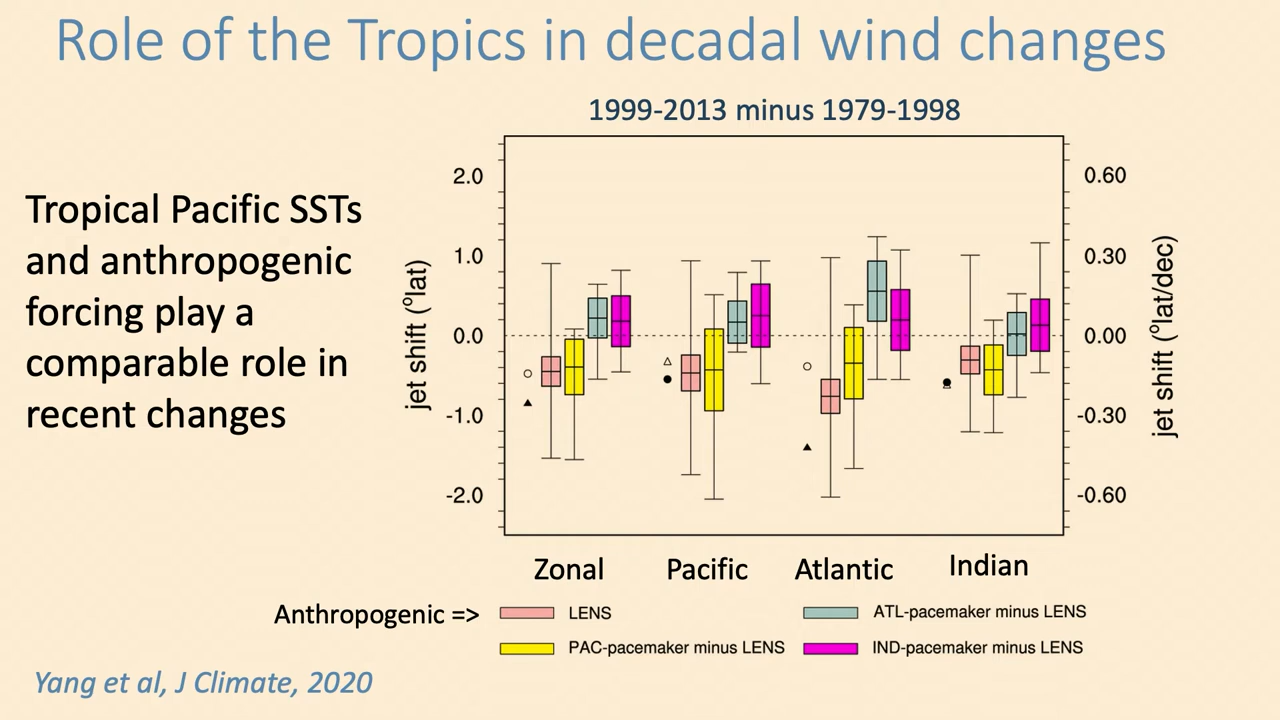 Role of the Tropics in decadal wind changes
1999-2013 minus 1979-1998
Tropical Pacific SSTs
and anthropogenic
forcing play a
comparable role in
recent changes
jet shift (⁰lat)
2.0
1.0
0.0
-1.0
-2.0
0.60
0.30
0.00
-0.30
-0.60
jet shift (⁰lat/dec)
Zonal Pacific Atlantic Indian
Anthropogenic => LENS ATL-pacemaker minus LENS
PAC-pacemaker minus LENS IND-pacemaker minus LENS
Yang et al, J Climate, 2020